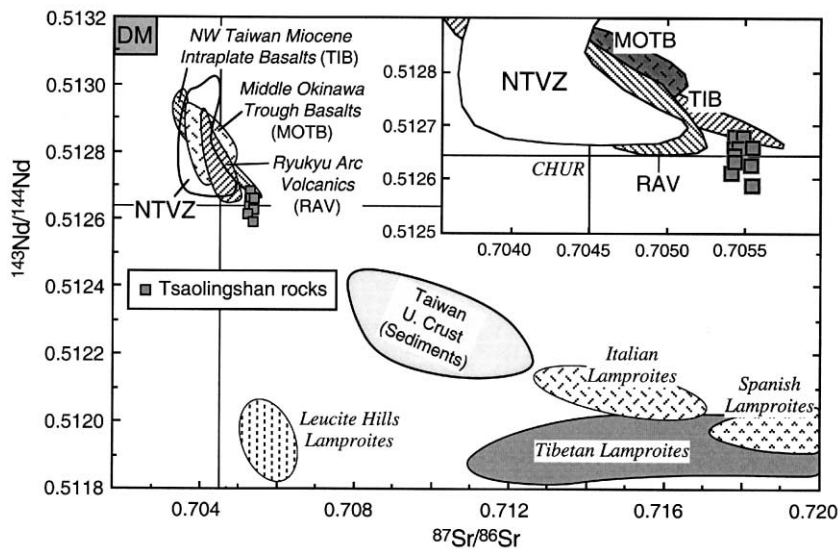 DM
NW Taiwan Miocene
Intraplate Basalts (TIB)
Middle Okinawa
Trough Basalts
(MOTB)
Ryukyu Arc
Volcanics
(RAV)
NTVZ
Tsaolingshan rocks
Taiwan
U. Crust
(Sediments)
Leucite Hills
Lamproites
Italian
Lamproites
Spanish
Lamproites
Tibetan Lamproites
MOTB
NTVZ
TIB
CHUR
RAV
0.5128
0.5127
0.5126
0.5125
0.7040
0.7045
0.7050
0.7055
143Nd/144Nd
0.5132
0.5130
0.5128
0.5126
0.5124
0.5122
0.5120
0.5118
0.704
0.708
0.712
0.716
0.720
87Sr/86Sr